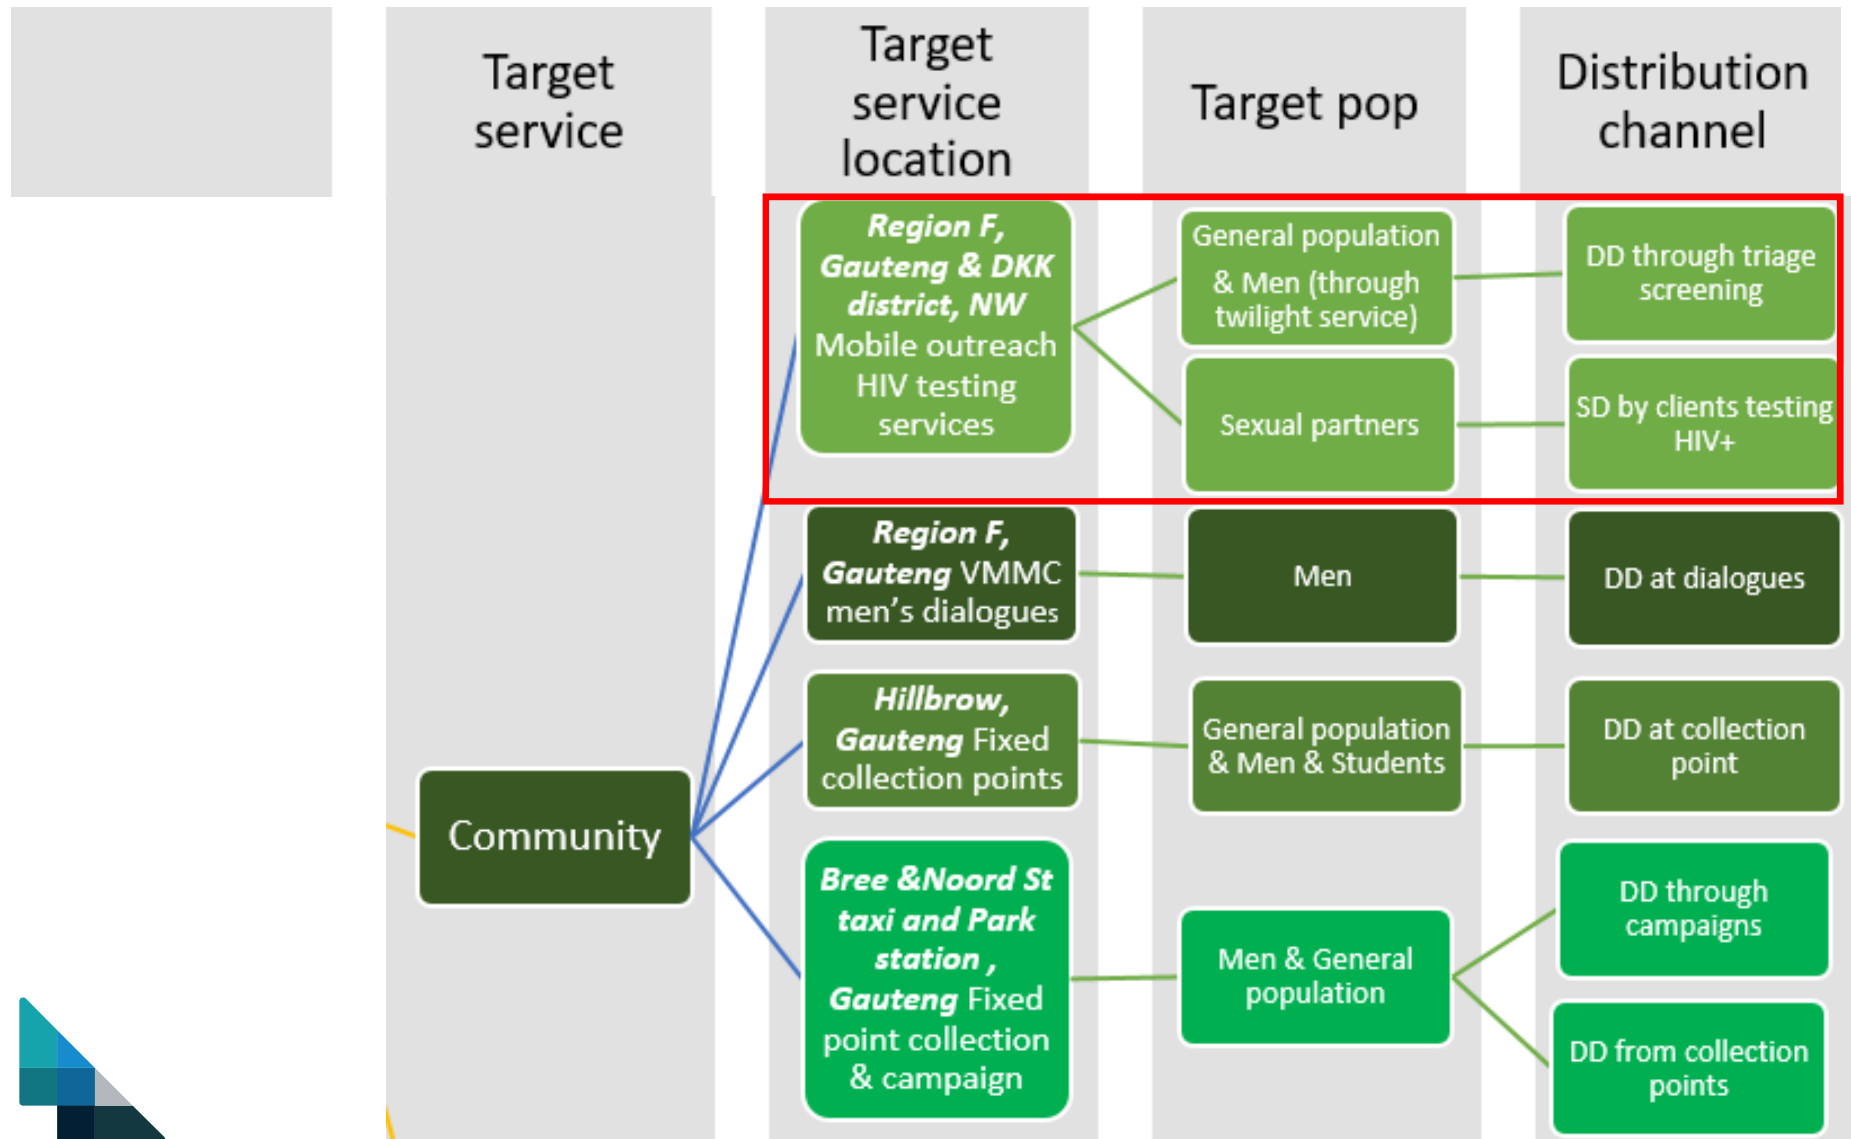 Target
service
Target
service
location
Target pop
Distribution
channel
Region F,
Gauteng & DKK
district, NW
Mobile outreach
HIV testing
services
General population
& Men (through
twilight service)
DD through triage
screening
Sexual partners
SD by clients testing
HIV+
Region F,
Gauteng VMMC
men’s dialogues
Men
DD at dialogues
Hillbrow,
Gauteng Fixed
collection points
General population
& Men & Students
DD at collection
point
Community
Bree &Noord St
taxi and Park
station ,
Gauteng Fixed
point collection
& campaign
Men & General
population
DD through
campaigns
DD from collection
points